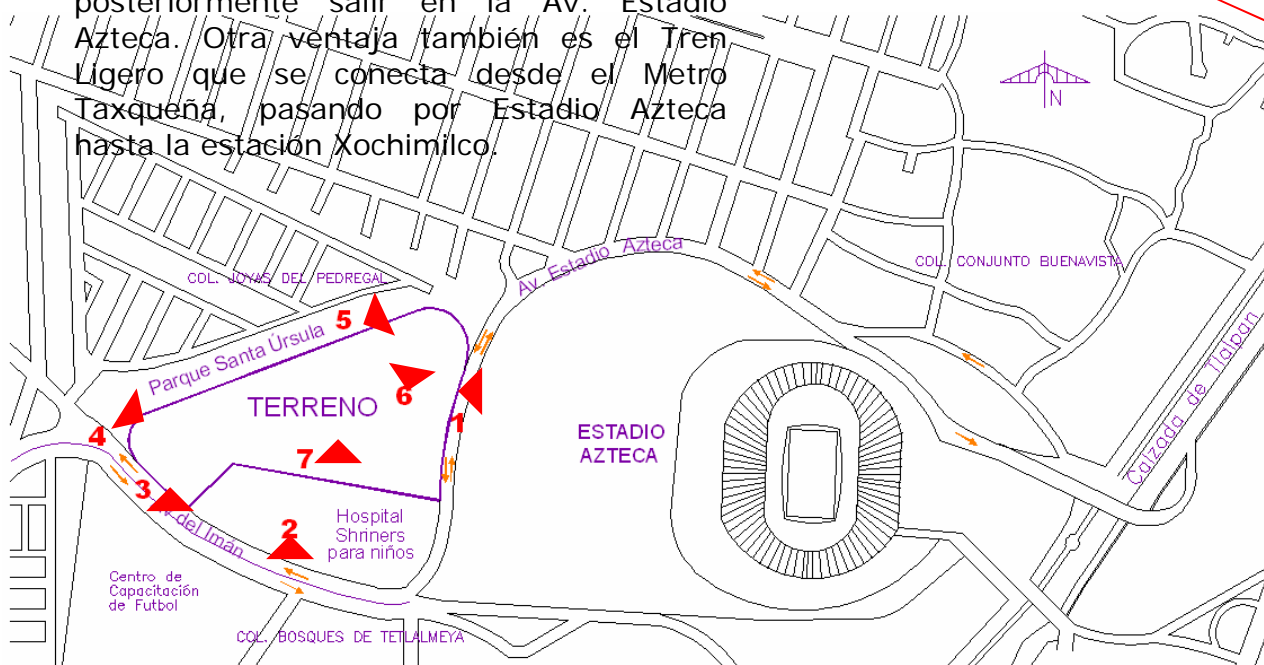 posteriormente salir en la Av. Estadio
Azteca. Otra ventaja también es el Tren
Ligero que se conecta desde el Metro
Taxqueña, pasando por Estadio Azteca
hasta la estación Xochimilco.
N
Av. Estadio Azteca
COL. CONJUNTO BUENAVISTA
COL. JOYAS DEL PEDREGAL
Calzada de Tlalpan
5
Parque Santa Úrsula
6
TERRENO
1
4
ESTADIO
AZTECA
7
3
Av del Imán
2
Hospital
Shriners
para niños
Centro de
Capacitación
de Futbol
COL. BOSQUES DE TETLALMEYA